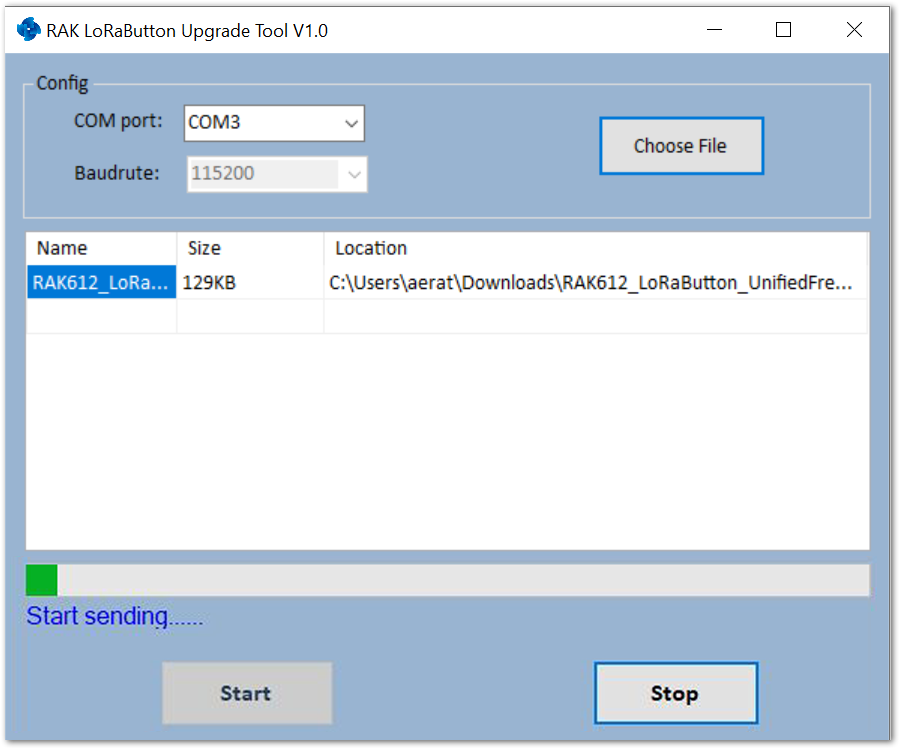 RAK LoRaButton Upgrade Tool V1.0
Config
COM port: COM3
Choose File
Baudrute: 115200
Name Size Location
RAK612_LoRa... 129KB C:\Users\aerat\Downloads\RAK612_LoRaButton_UnifiedFre...
Start sending......
Start Stop